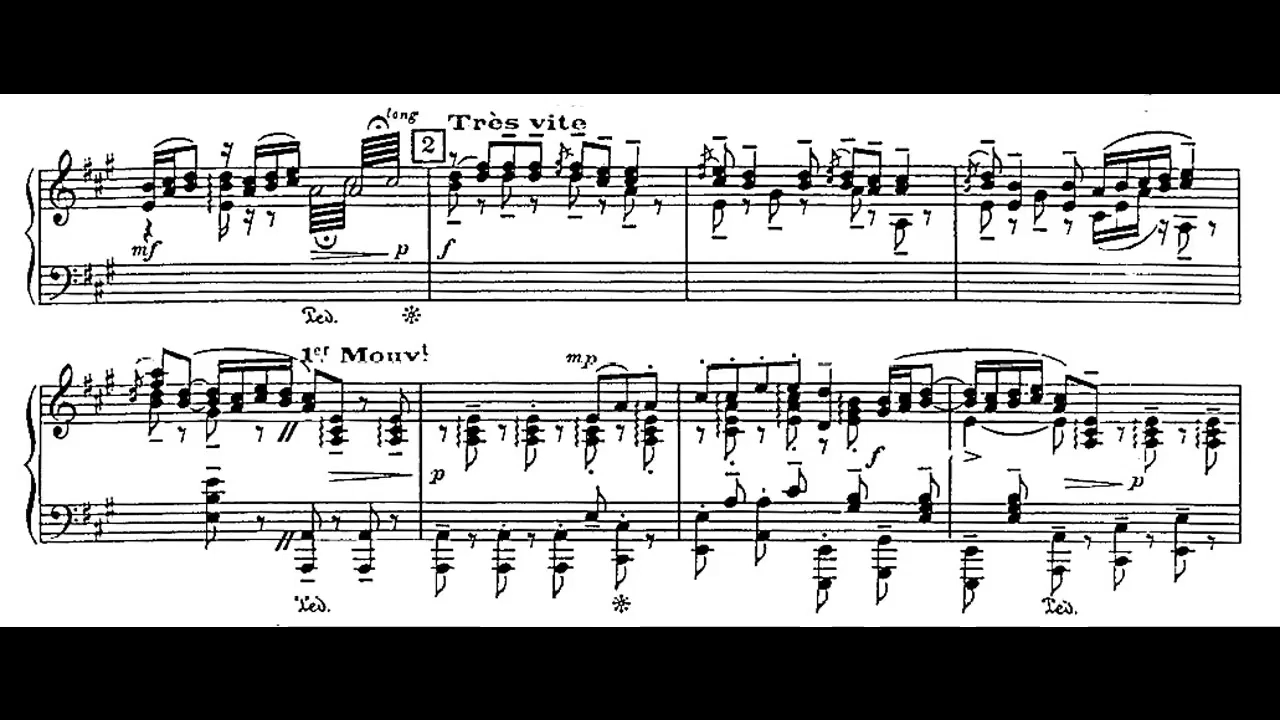 long
2 Très vite
mf p f
Ped.
1er Mouvt
mp
p f p
Ped. Ped.